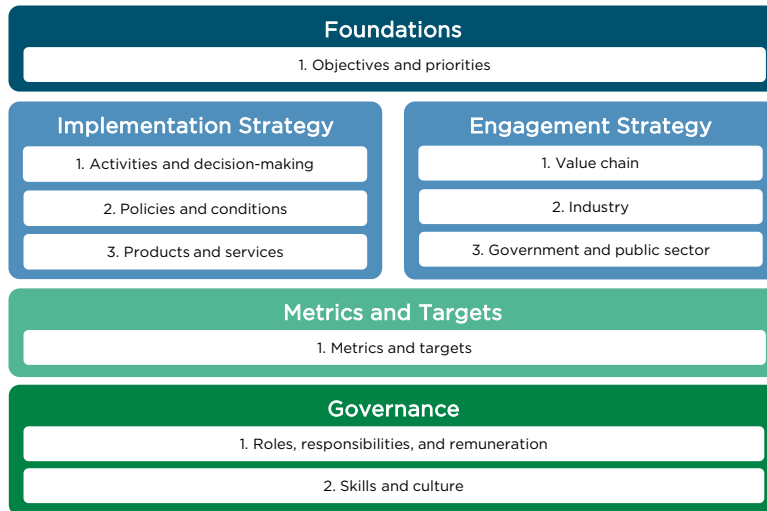 Foundations
1. Objectives and priorities
Implementation Strategy
1. Activities and decision-making
2. Policies and conditions
3. Products and services
Engagement Strategy
1. Value chain
2. Industry
3. Government and public sector
Metrics and Targets
1. Metrics and targets
Governance
1. Roles, responsibilities, and remuneration
2. Skills and culture